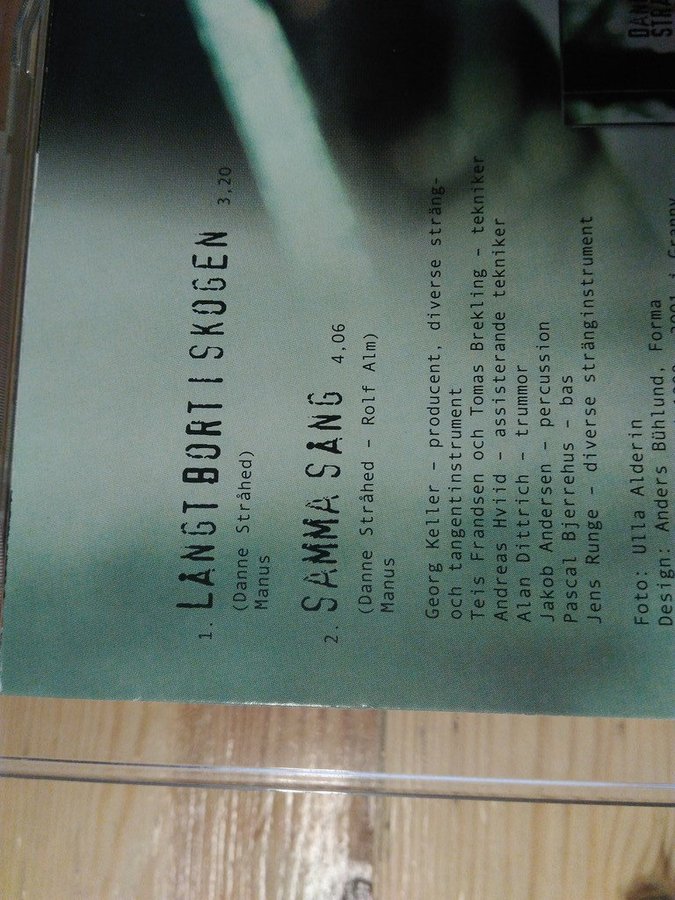 1. LÅNGT BORT I SKOGEN 3,20
(Danne Stråhed)
Manus
2. SAMMA SÅNG 4,06
(Danne Stråhed - Rolf Alm)
Manus
Georg Keller - producent, diverse sträng-
och tangentinstrument
Teis Frandsen och Tomas Brekling - tekniker
Andreas Hviid - assisterande tekniker
Alan Dittrich - trummor
Jakob Andersen - percussion
Pascal Bjerrehus - bas
Jens Runge - diverse stränginstrument
Foto: Ulla Alderin
Design: Anders Bühlund, Forma